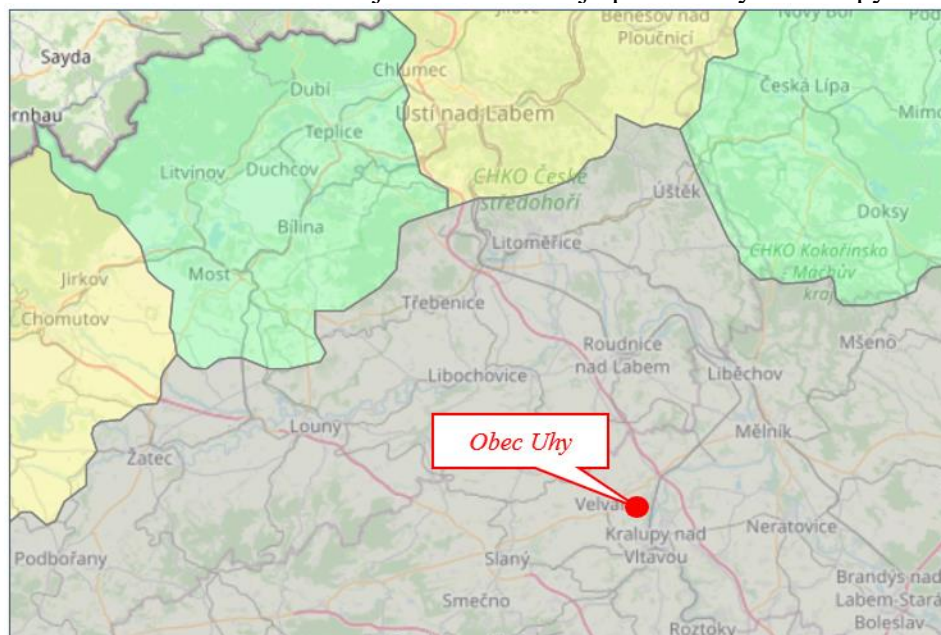 Sayda
Chlumec
Benešov nad
Ploučnicí
Nový Bor
Dubí
Česká Lípa
Ústí nad Labem
Teplice
Litvínov
Duchcov
CHKO České
středohoří
Úštěk
Bílina
Doksy
Litoměřice
CHKO Kokořínsko
- Máchův
kraj
Most
Jirkov
Chomutov
Třebenice
Roudnice
nad Labem
Mšeno
Libochovice
Liběchov
Louny
Mělník
Obec Uhy
Žatec
Kralupy nad
Vltavou
Neratovice
Podbořany
Slaný
Brandýs nad
Labem-Stará
Boleslav
Smečno
Roztoky